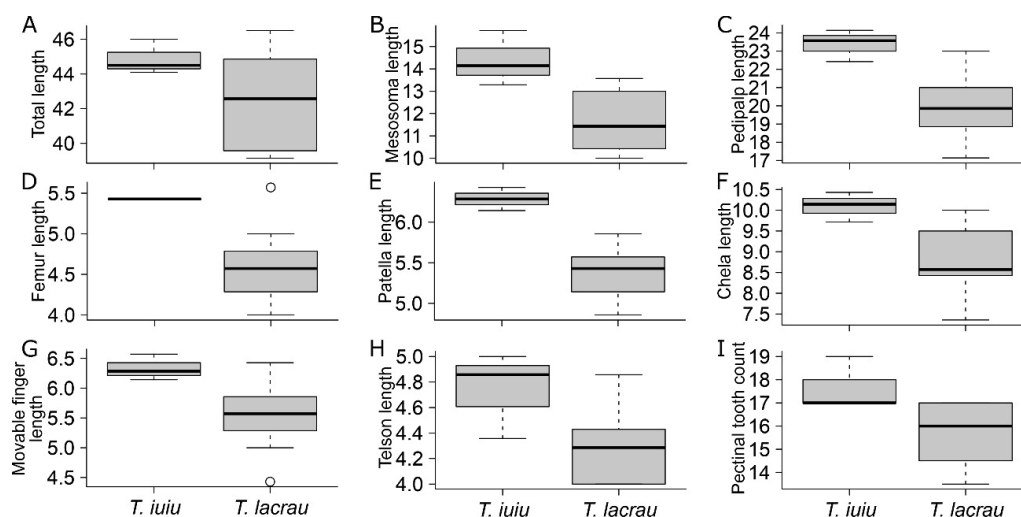 A
Total length
46
44
42
40
B
Mesosoma length
15
14
13
12
11
10
C
Pedipalp length
24
23
22
21
20
19
18
17
D
Femur length
5.5
5.0
4.5
4.0
E
Patella length
6.0
5.5
5.0
F
Chela length
10.5
10.0
9.5
9.0
8.5
8.0
7.5
G
Movable finger
length
6.5
6.0
5.5
5.0
4.5
T. iuiu T. lacrau
H
Telson length
5.0
4.8
4.6
4.4
4.2
4.0
T. iuiu T. lacrau
I
Pectinal tooth count
19
18
17
16
15
14
T. iuiu T. lacrau